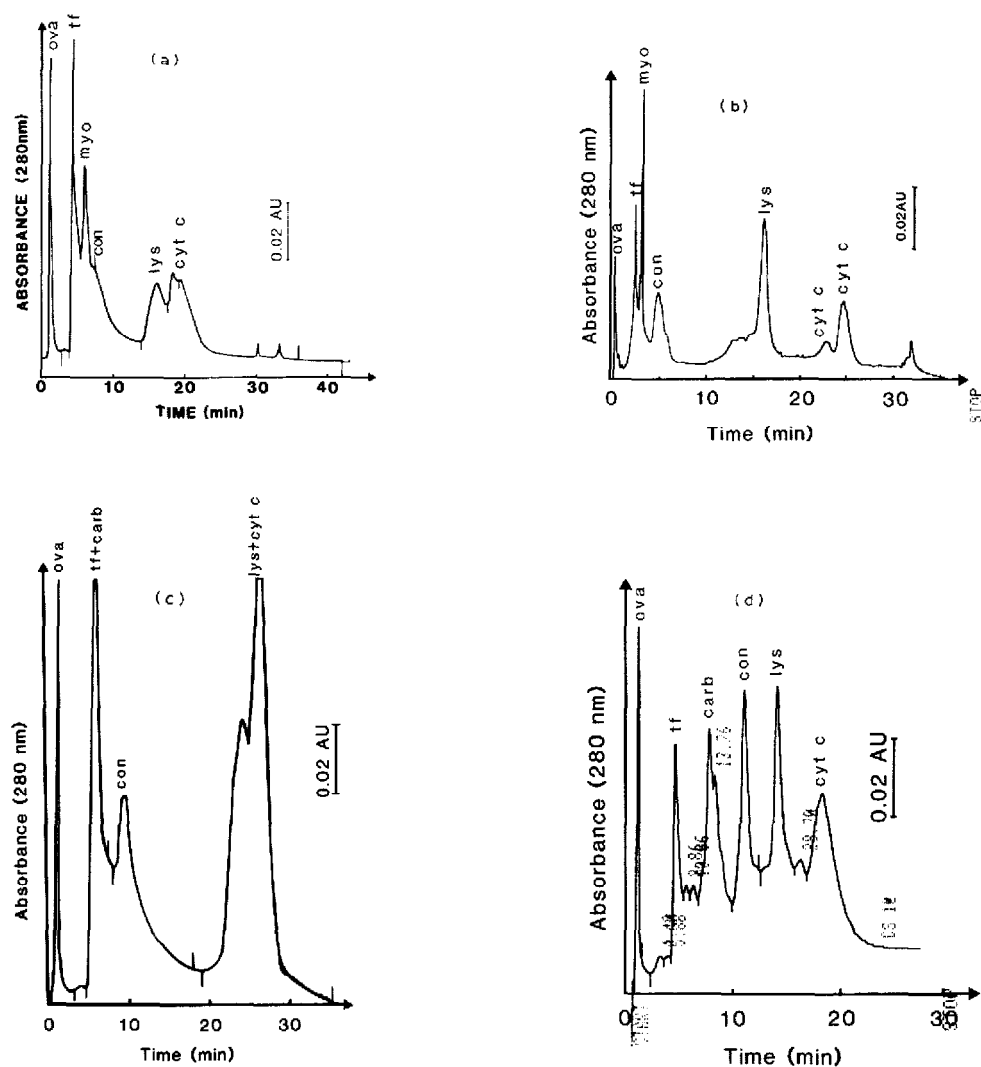 (a)
ova
tf
myo
con
lys
cyt c
0.02 AU
ABSORBANCE (280nm)
0 10 20 30 40
TIME (min)
(b)
ova
tf
myo
con
lys
cyt c
cyt c
0.02AU
Absorbance (280 nm)
0 10 20 30
STOP
Time (min)
(c)
ova
tf+carb
con
lys+cyt c
0.02 AU
Absorbance (280 nm)
0 10 20 30
Time (min)
(d)
ova
tf
carb
12.76
con
lys
cyt c
0.02 AU
Absorbance (280 nm)
0 10 20 30
Time (min)